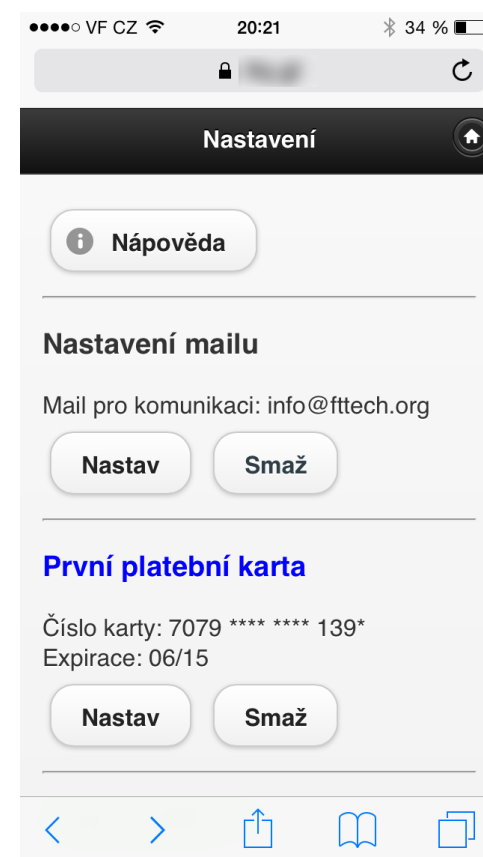 VF CZ 20:21 34 %
Nastavení
Nápověda
Nastavení mailu
Mail pro komunikaci: info@fttech.org
Nastav Smaž
První platební karta
Číslo karty: 7079 **** **** 139*
Expirace: 06/15
Nastav Smaž